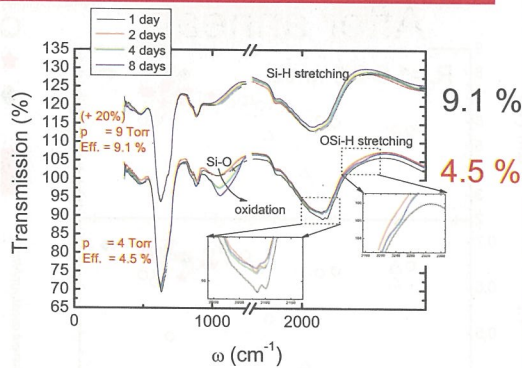 1 day
2 days
4 days
8 days
135
130
125
120
115
110
105
100
95
90
85
80
75
70
65
Transmission (%)
(+ 20%)
p = 9 Torr
Eff. = 9.1 %
Si-H stretching
9.1 %
OSi-H stretching
4.5 %
Si-O
oxidation
p = 4 Torr
Eff. = 4.5 %
0
1000
2000
ω (cm⁻¹)